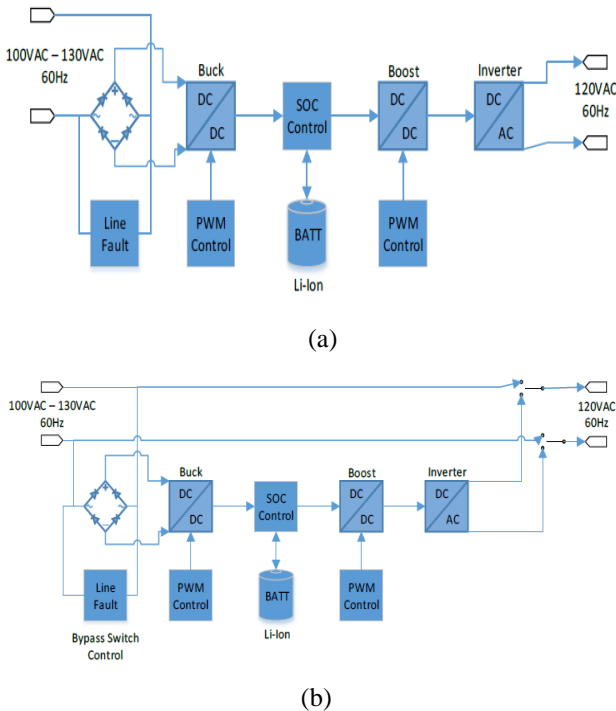 100VAC – 130VAC
60Hz
Buck
Boost
Inverter
120VAC
60Hz
DC
DC
SOC
Control
DC
DC
DC
AC
Line
Fault
PWM
Control
BATT
PWM
Control
Li-Ion
(a)
100VAC – 130VAC
60Hz
120VAC
60Hz
Buck
Boost
Inverter
DC
DC
SOC
Control
DC
DC
DC
AC
Line
Fault
PWM
Control
BATT
PWM
Control
Bypass Switch
Control
Li-Ion
(b)